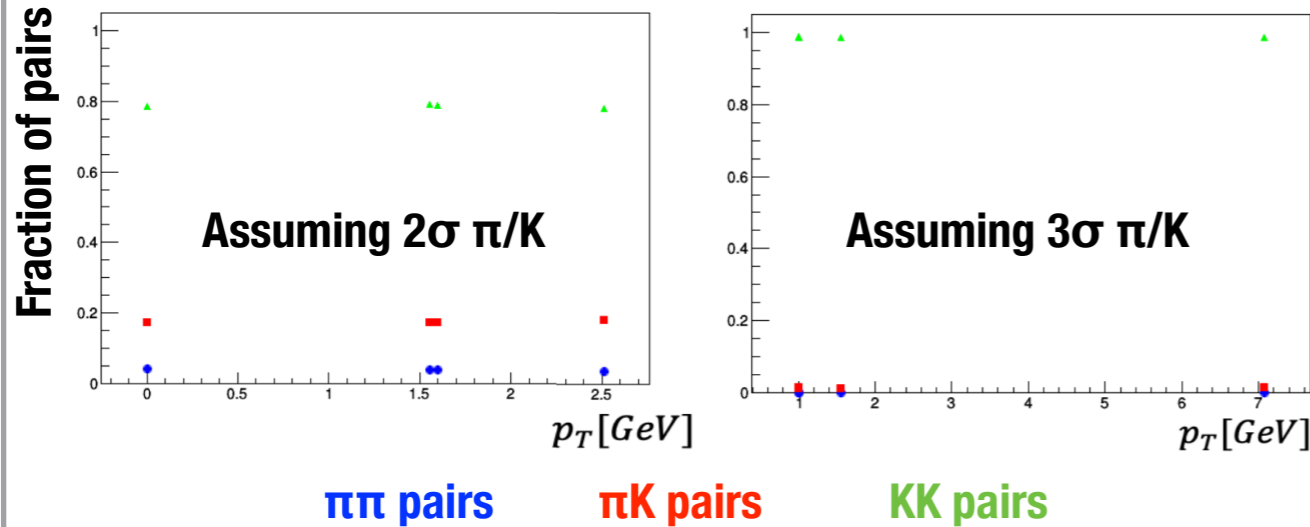 Fraction of pairs
1
0.8
0.6
0.4
0.2
0
0 0.5 1 1.5 2 2.5
Assuming 2σ π/K
p_T[GeV]
1
0.8
0.6
0.4
0.2
0
1 2 3 4 5 6 7
Assuming 3σ π/K
p_T[GeV]
ππ pairs πK pairs KK pairs